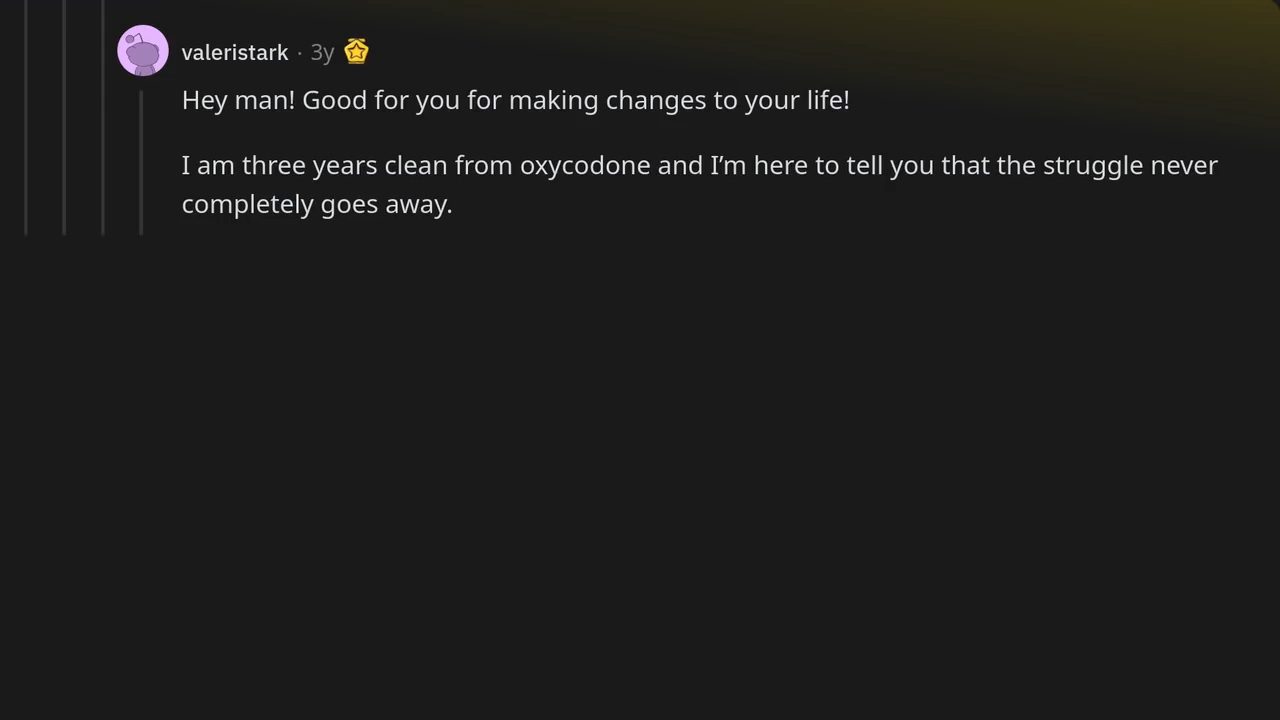 valeristark · 3y
Hey man! Good for you for making changes to your life!
I am three years clean from oxycodone and I’m here to tell you that the struggle never
completely goes away.